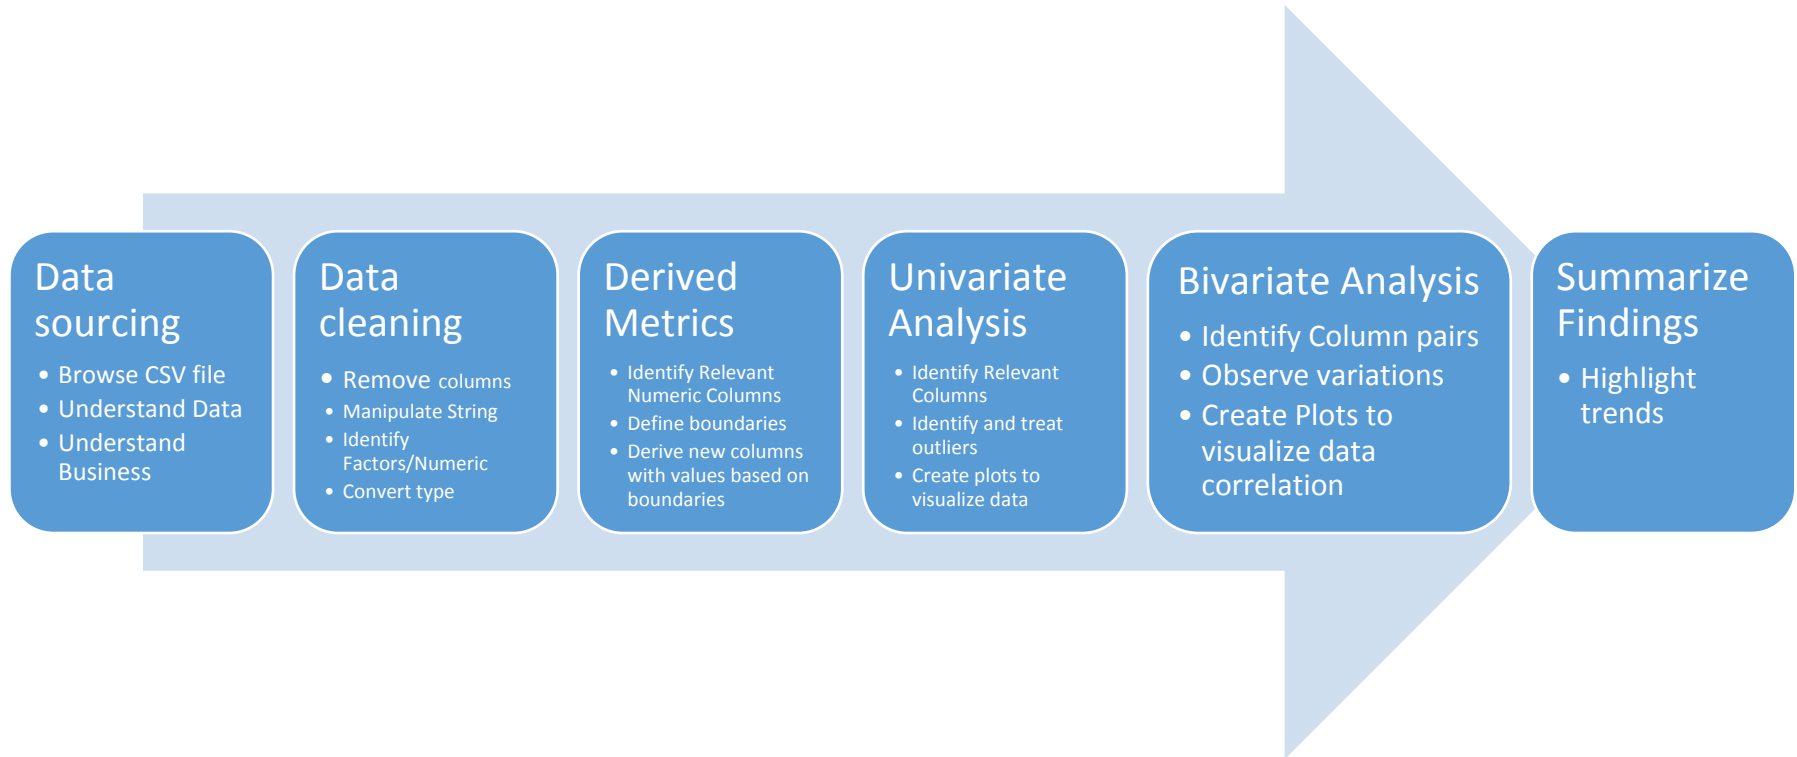 Data
sourcing
• Browse CSV file
• Understand Data
• Understand
Business
Data
cleaning
• Remove columns
• Manipulate String
• Identify
Factors/Numeric
• Convert type
Derived
Metrics
• Identify Relevant
Numeric Columns
• Define boundaries
• Derive new columns
with values based on
boundaries
Univariate
Analysis
• Identify Relevant
Columns
• Identify and treat
outliers
• Create plots to
visualize data
Bivariate Analysis
• Identify Column pairs
• Observe variations
• Create Plots to
visualize data
correlation
Summarize
Findings
• Highlight
trends